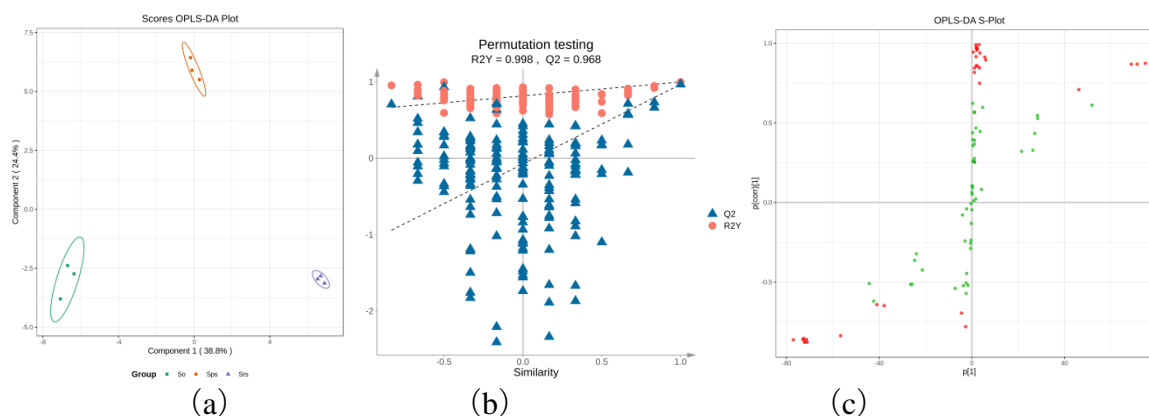 Scores OPLS-DA Plot
7.5
5.0
2.5
0.0
-2.5
-5.0
Component 2 ( 24.4% )
-8
-4
0
4
Component 1 ( 38.8% )
Group So Sps Srs
(a)
Permutation testing
R2Y = 0.998 , Q2 = 0.968
1
0
-1
-2
-0.5
0.0
0.5
1.0
Similarity
Q2
R2Y
(b)
OPLS-DA S-Plot
1.0
0.5
0.0
-0.5
p(corr)[1]
-80
-40
0
40
p[1]
(c)